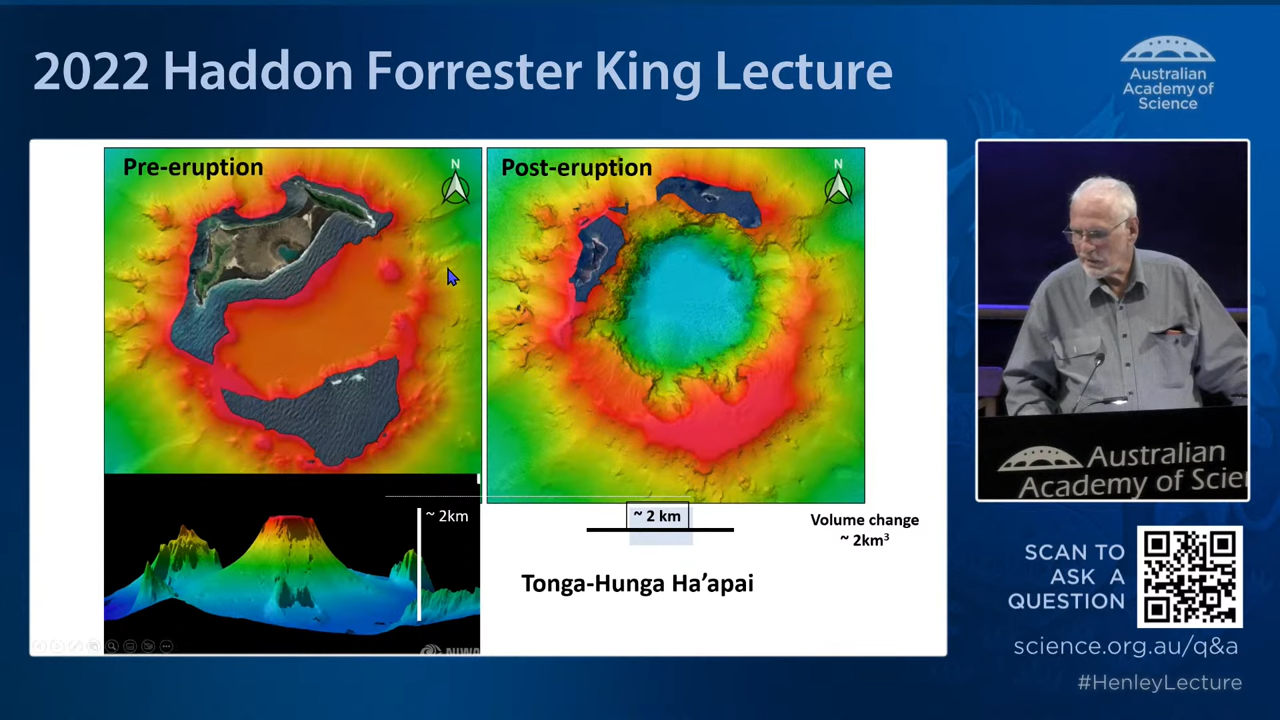 2022 Haddon Forrester King Lecture
Australian
Academy of
Science
Pre-eruption
N
Post-eruption
N
~ 2km
~ 2 km
Volume change
~ 2km³
Tonga-Hunga Ha’apai
NIWA
Australian
Academy of Scie
SCAN TO
ASK A
QUESTION
science.org.au/q&a
#HenleyLecture